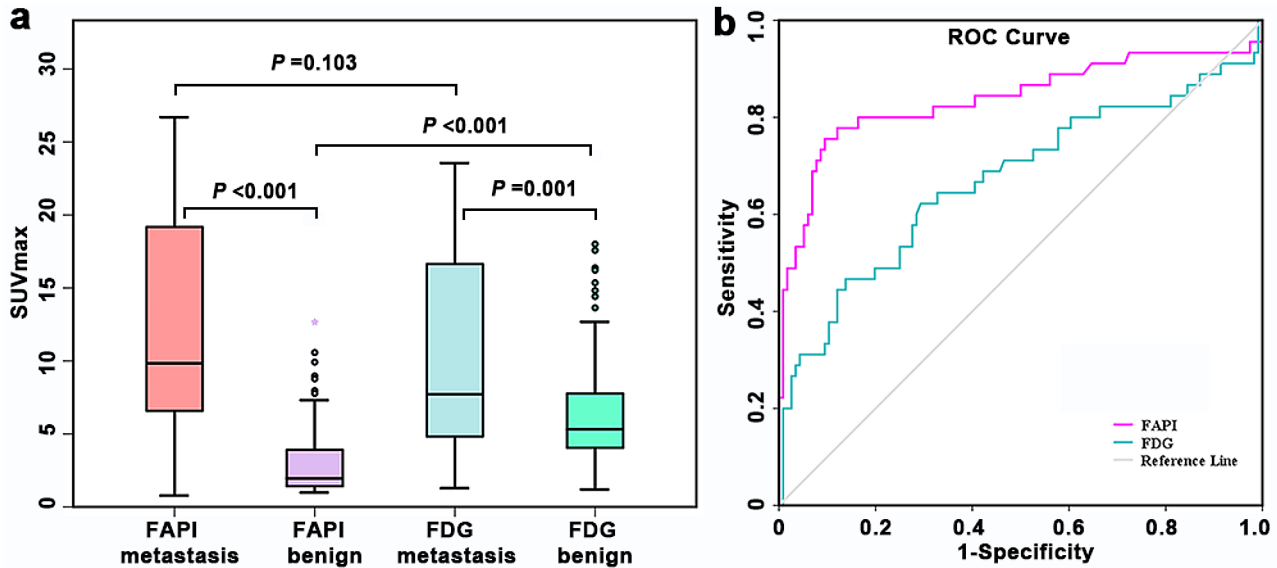 a
SUVmax
30
25
20
15
10
5
0
P =0.103
P <0.001
P <0.001
P =0.001
FAPI
metastasis
FAPI
benign
FDG
metastasis
FDG
benign
b
ROC Curve
Sensitivity
1.0
0.8
0.6
0.4
0.2
0
FAPI
FDG
Reference Line
0
0.2
0.4
0.6
0.8
1.0
1-Specificity